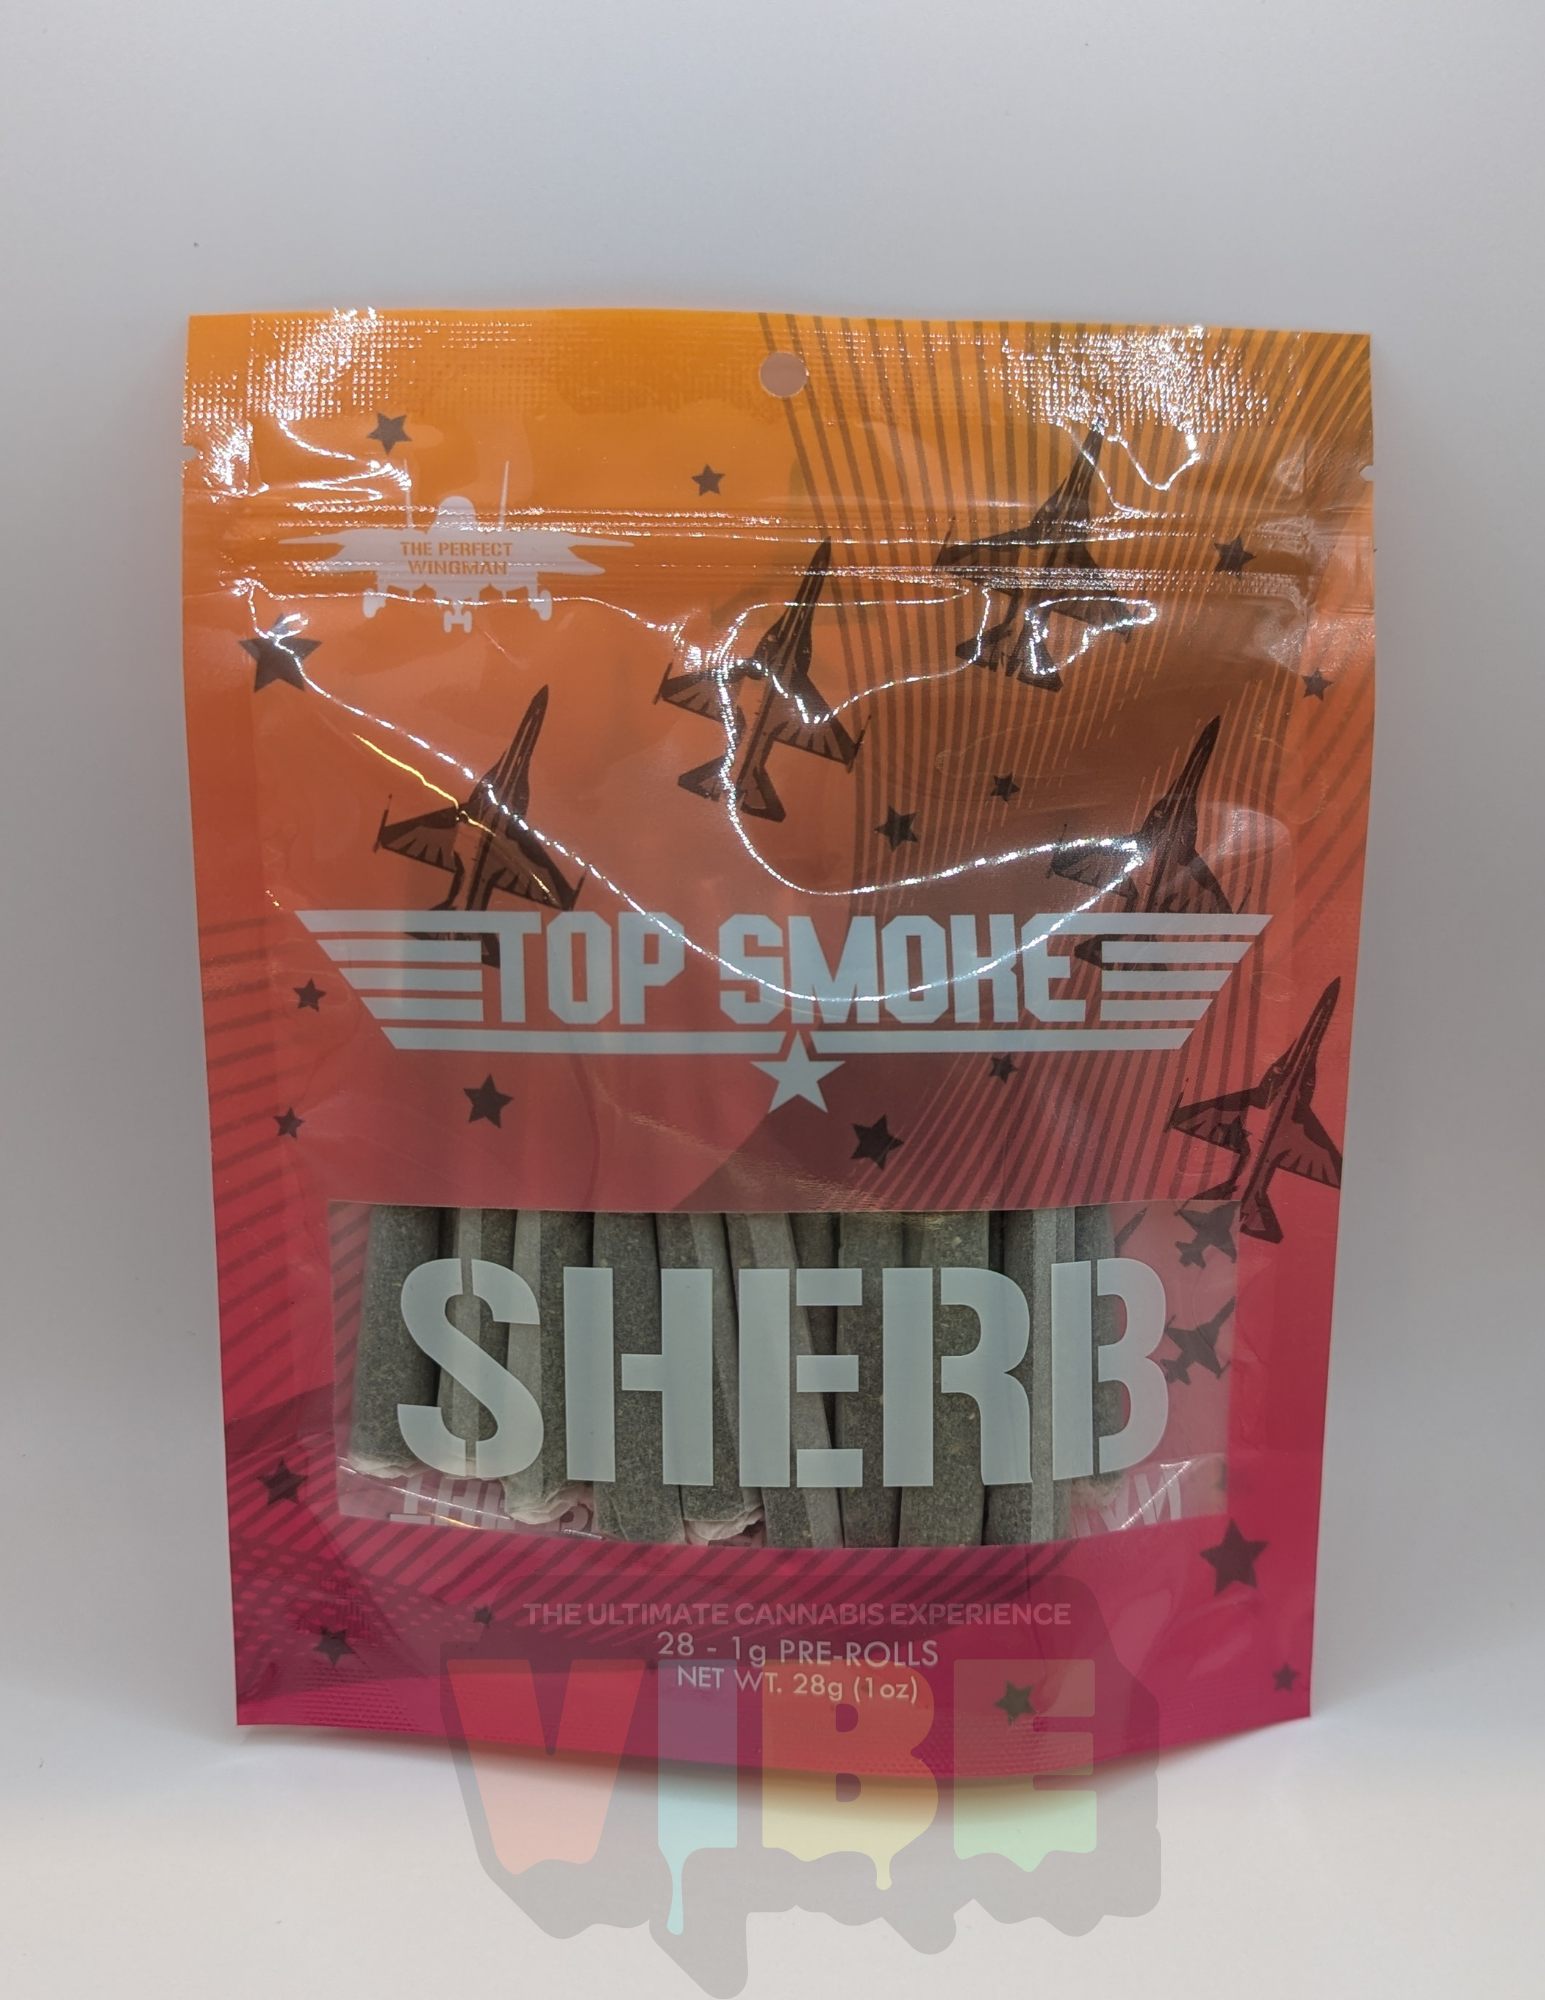 THE PERFECT
WINGMAN
TOP SMOKE
SHERB
THE ULTIMATE CANNABIS EXPERIENCE
28 - 1g PRE-ROLLS
NET WT. 28g (1oz)
VIBE